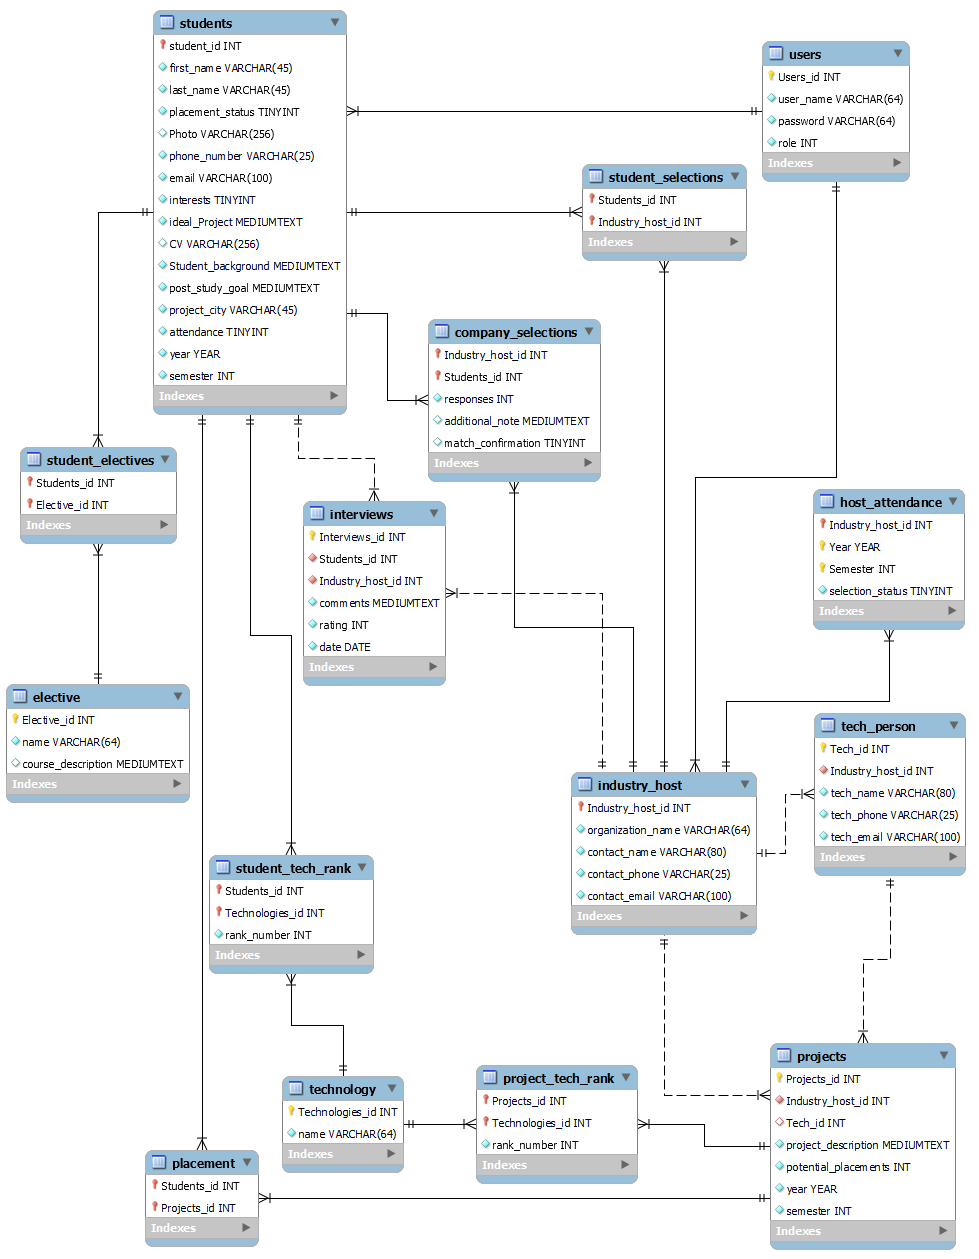 students
student_id INT
first_name VARCHAR(45)
last_name VARCHAR(45)
placement_status TINYINT
Photo VARCHAR(256)
phone_number VARCHAR(25)
email VARCHAR(100)
interests TINYINT
ideal_Project MEDIUMTEXT
CV VARCHAR(256)
Student_background MEDIUMTEXT
post_study_goal MEDIUMTEXT
project_city VARCHAR(45)
attendance TINYINT
year YEAR
semester INT
Indexes
users
Users_id INT
user_name VARCHAR(64)
password VARCHAR(64)
role INT
Indexes
student_selections
Students_id INT
Industry_host_id INT
Indexes
company_selections
Industry_host_id INT
Students_id INT
responses INT
additional_note MEDIUMTEXT
match_confirmation TINYINT
Indexes
student_electives
Students_id INT
Elective_id INT
Indexes
interviews
Interviews_id INT
Students_id INT
Industry_host_id INT
comments MEDIUMTEXT
rating INT
date DATE
Indexes
host_attendance
Industry_host_id INT
Year YEAR
Semester INT
selection_status TINYINT
Indexes
elective
Elective_id INT
name VARCHAR(64)
course_description MEDIUMTEXT
Indexes
tech_person
Tech_id INT
Industry_host_id INT
tech_name VARCHAR(80)
tech_phone VARCHAR(25)
tech_email VARCHAR(100)
Indexes
industry_host
Industry_host_id INT
organization_name VARCHAR(64)
contact_name VARCHAR(80)
contact_phone VARCHAR(25)
contact_email VARCHAR(100)
Indexes
student_tech_rank
Students_id INT
Technologies_id INT
rank_number INT
Indexes
technology
Technologies_id INT
name VARCHAR(64)
Indexes
project_tech_rank
Projects_id INT
Technologies_id INT
rank_number INT
Indexes
projects
Projects_id INT
Industry_host_id INT
Tech_id INT
project_description MEDIUMTEXT
potential_placements INT
year YEAR
semester INT
Indexes
placement
Students_id INT
Projects_id INT
Indexes